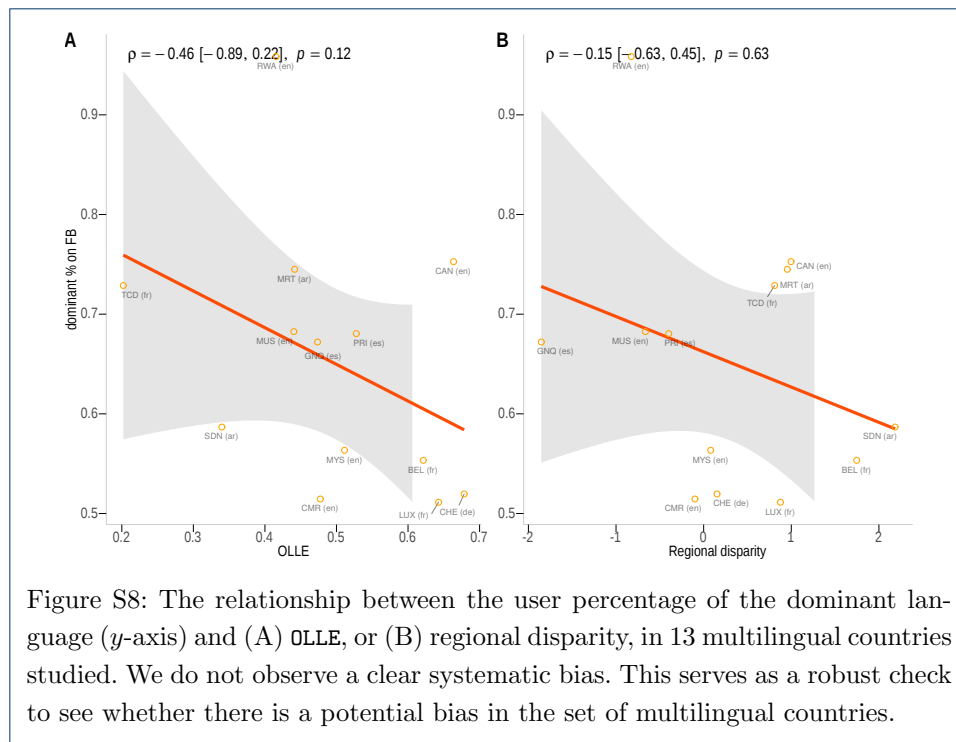 A
ρ = − 0.46 [− 0.89, 0.22], p = 0.12
RWA (en)
dominant % on FB
0.9
0.8
0.7
0.6
0.5
CAN (en)
MRT (ar)
TCD (fr)
MUS (en)
GNQ (es)
PRI (es)
SDN (ar)
MYS (en)
BEL (fr)
CMR (en)
LUX (fr)
CHE (de)
0.2 0.3 0.4 0.5 0.6 0.7
OLLE
B
ρ = − 0.15 [− 0.63, 0.45], p = 0.63
RWA (en)
0.9
0.8
0.7
0.6
0.5
CAN (en)
MRT (ar)
TCD (fr)
MUS (en)
PRI (es)
GNQ (es)
SDN (ar)
MYS (en)
BEL (fr)
CMR (en)
CHE (de)
LUX (fr)
-2 -1 0 1 2
Regional disparity
Figure S8: The relationship between the user percentage of the dominant lan-
guage (y-axis) and (A) OLLE, or (B) regional disparity, in 13 multilingual countries
studied. We do not observe a clear systematic bias. This serves as a robust check
to see whether there is a potential bias in the set of multilingual countries.